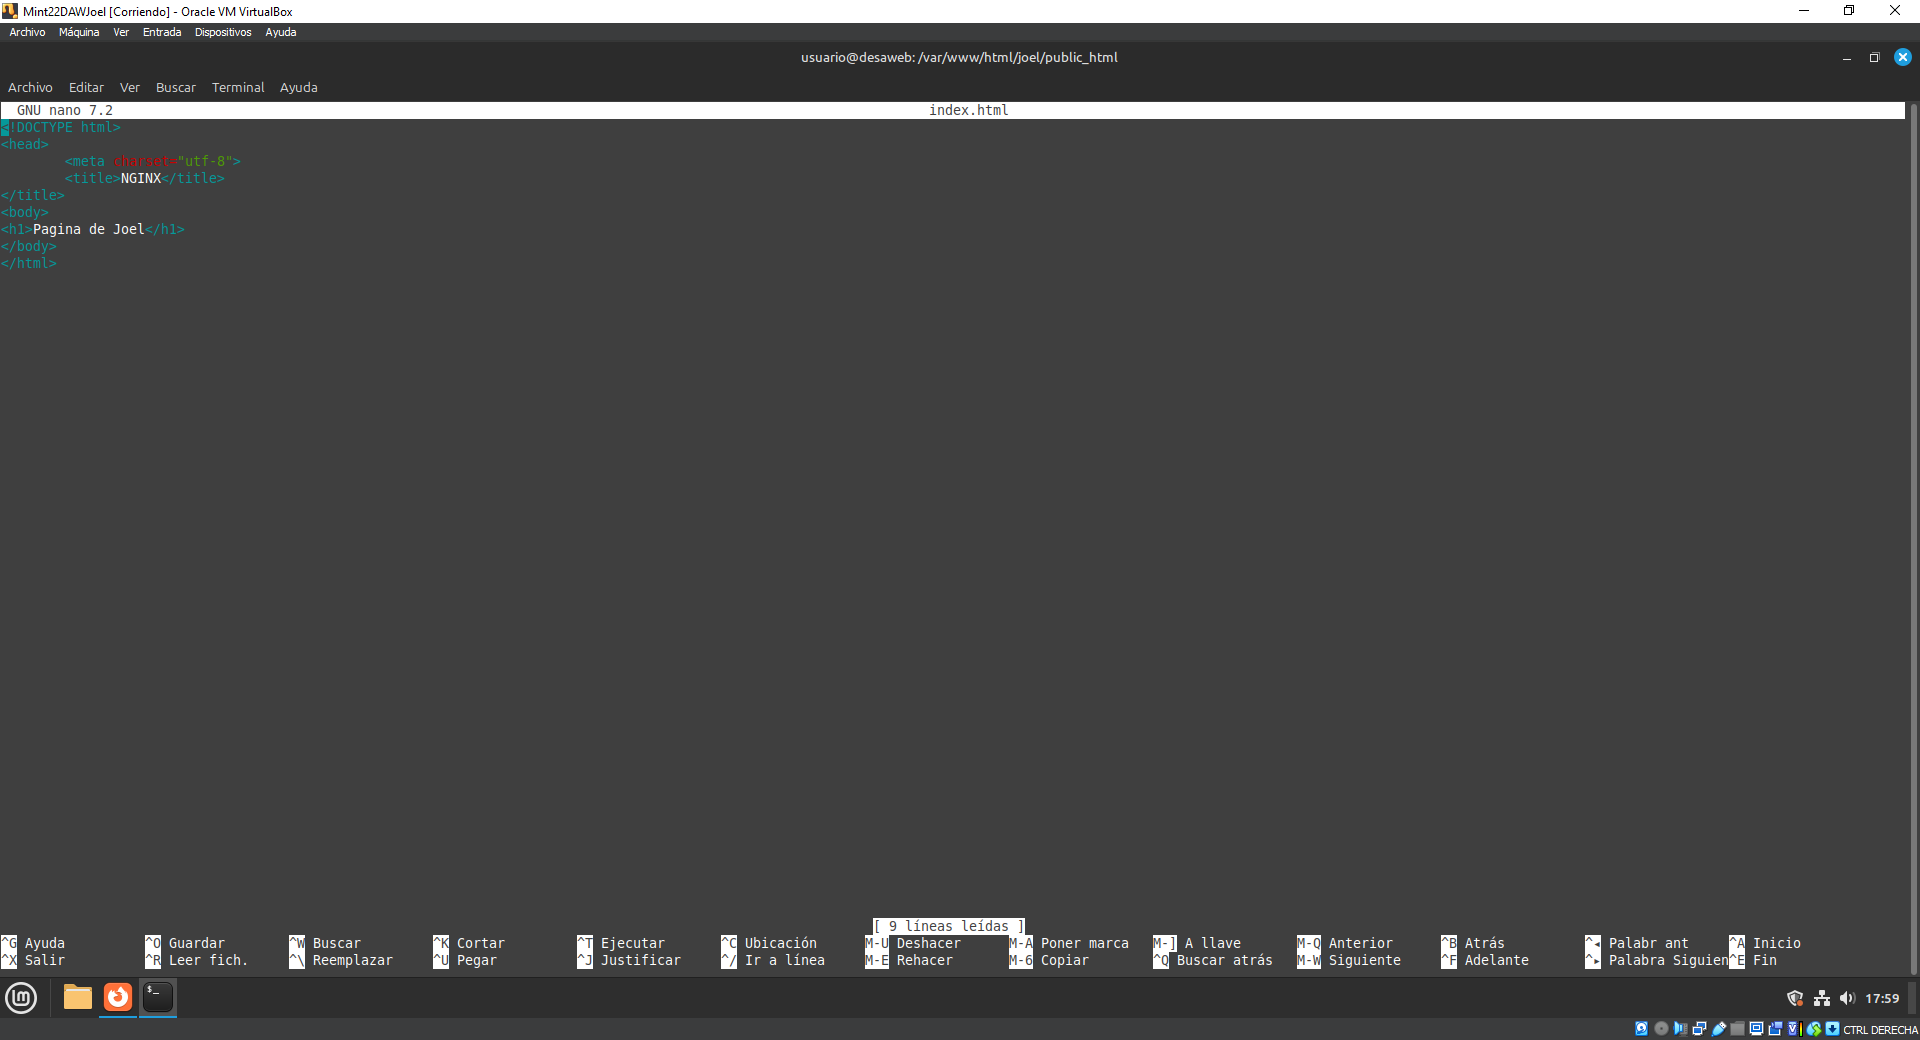 Mint22DAWJoel [Corriendo] - Oracle VM VirtualBox
Archivo Máquina Ver Entrada Dispositivos Ayuda
usuario@desaweb: /var/www/html/joel/public_html
Archivo Editar Ver Buscar Terminal Ayuda
GNU nano 7.2 index.html
<!DOCTYPE html>
<head>
<meta charset="utf-8">
<title>NGINX</title>
</title>
<body>
<h1>Pagina de Joel</h1>
</body>
</html>
[ 9 líneas leídas ]
^G Ayuda ^O Guardar ^W Buscar ^K Cortar ^T Ejecutar ^C Ubicación M-U Deshacer M-A Poner marca M-] A llave M-Q Anterior ^B Atrás ^◂ Palabr ant ^A Inicio
^X Salir ^R Leer fich. ^\ Reemplazar ^U Pegar ^J Justificar ^/ Ir a línea M-E Rehacer M-6 Copiar ^Q Buscar atrás M-W Siguiente ^F Adelante ^▸ Palabra Siguien ^E Fin
17:59
CTRL DERECHA